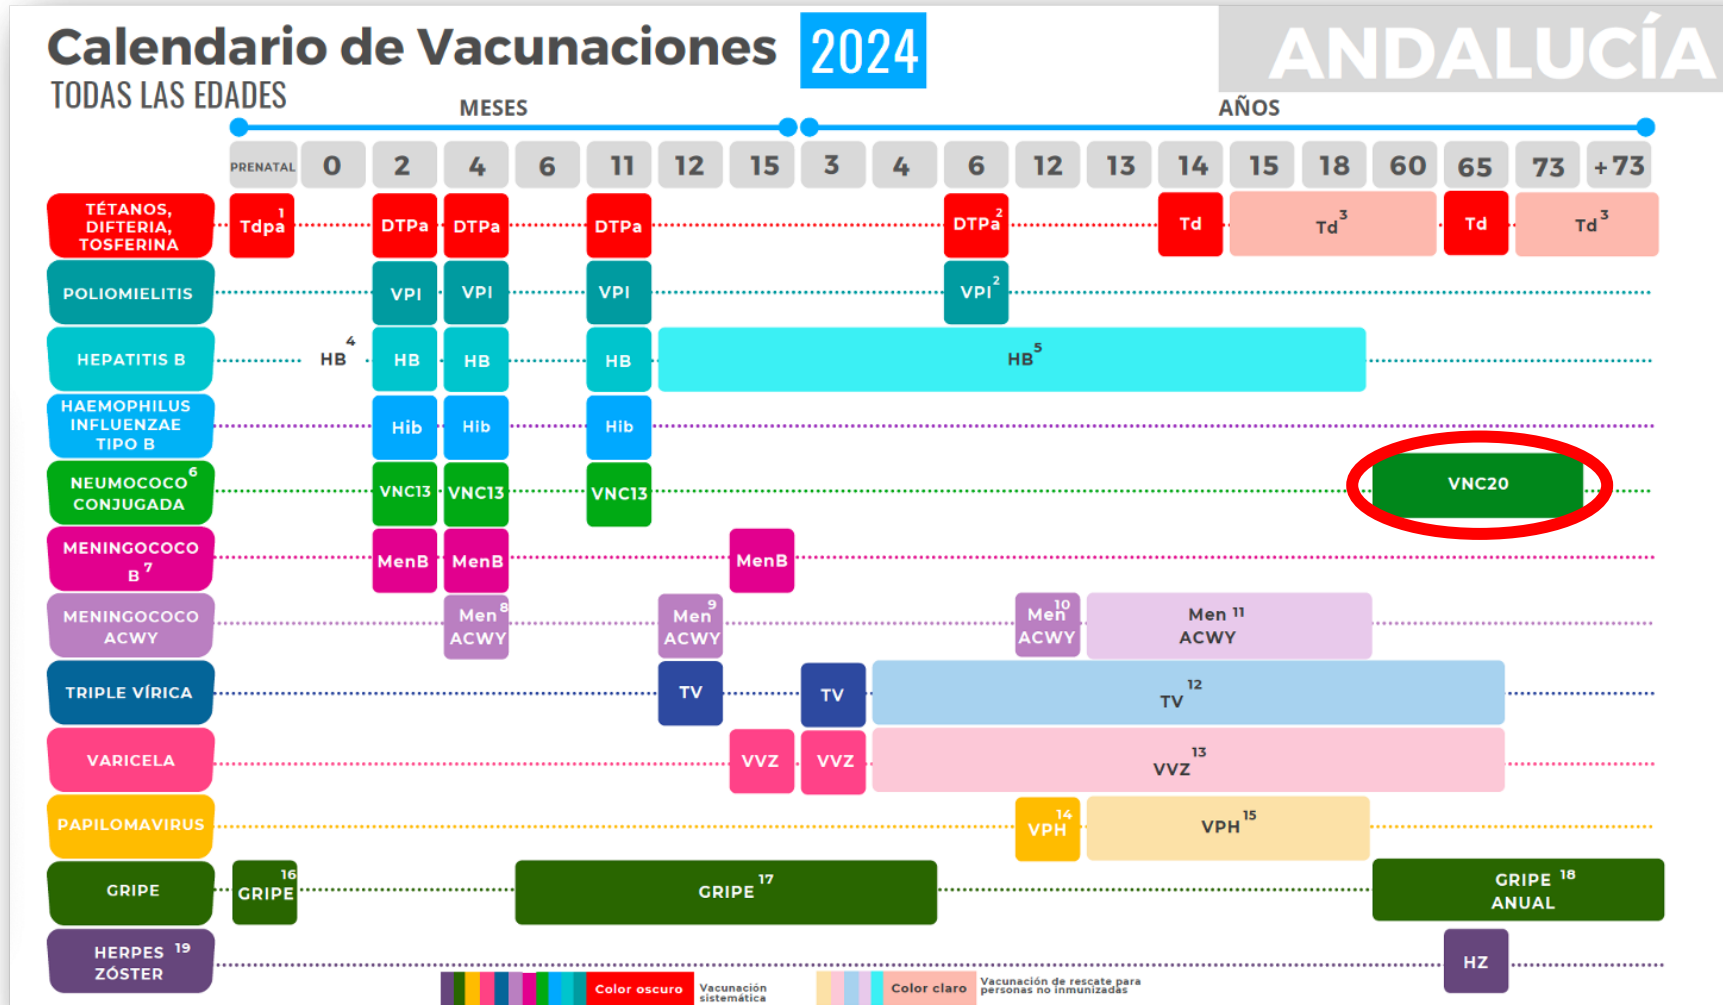 Calendario de Vacunaciones 2024
ANDALUCÍA
TODAS LAS EDADES
MESES
AÑOS
PRENATAL 0 2 4 6 11 12 15 3 4 6 12 13 14 15 18 60 65 73 +73
TÉTANOS,
DIFTERIA,
TOSFERINA
Tdpa 1 DTPa DTPa DTPa DTPa 2 Td Td 3 Td Td 3
POLIOMIELITIS VPI VPI VPI VPI 2
HEPATITIS B HB 4 HB HB HB HB 5
HAEMOPHILUS
INFLUENZAE
TIPO B
Hib Hib Hib
NEUMOCOCO 6
CONJUGADA
VNC13 VNC13 VNC13 VNC20
MENINGOCOCO
B 7
MenB MenB MenB
MENINGOCOCO
ACWY
Men 8
ACWY
Men 9
ACWY
Men 10
ACWY
Men 11
ACWY
TRIPLE VÍRICA TV TV TV 12
VARICELA VVZ VVZ VVZ 13
PAPILOMAVIRUS VPH 14 VPH 15
GRIPE GRIPE 16 GRIPE 17 GRIPE 18
ANUAL
HERPES 19
ZÓSTER
HZ
Color oscuro Vacunación
sistemática
Color claro Vacunación de rescate para
personas no inmunizadas